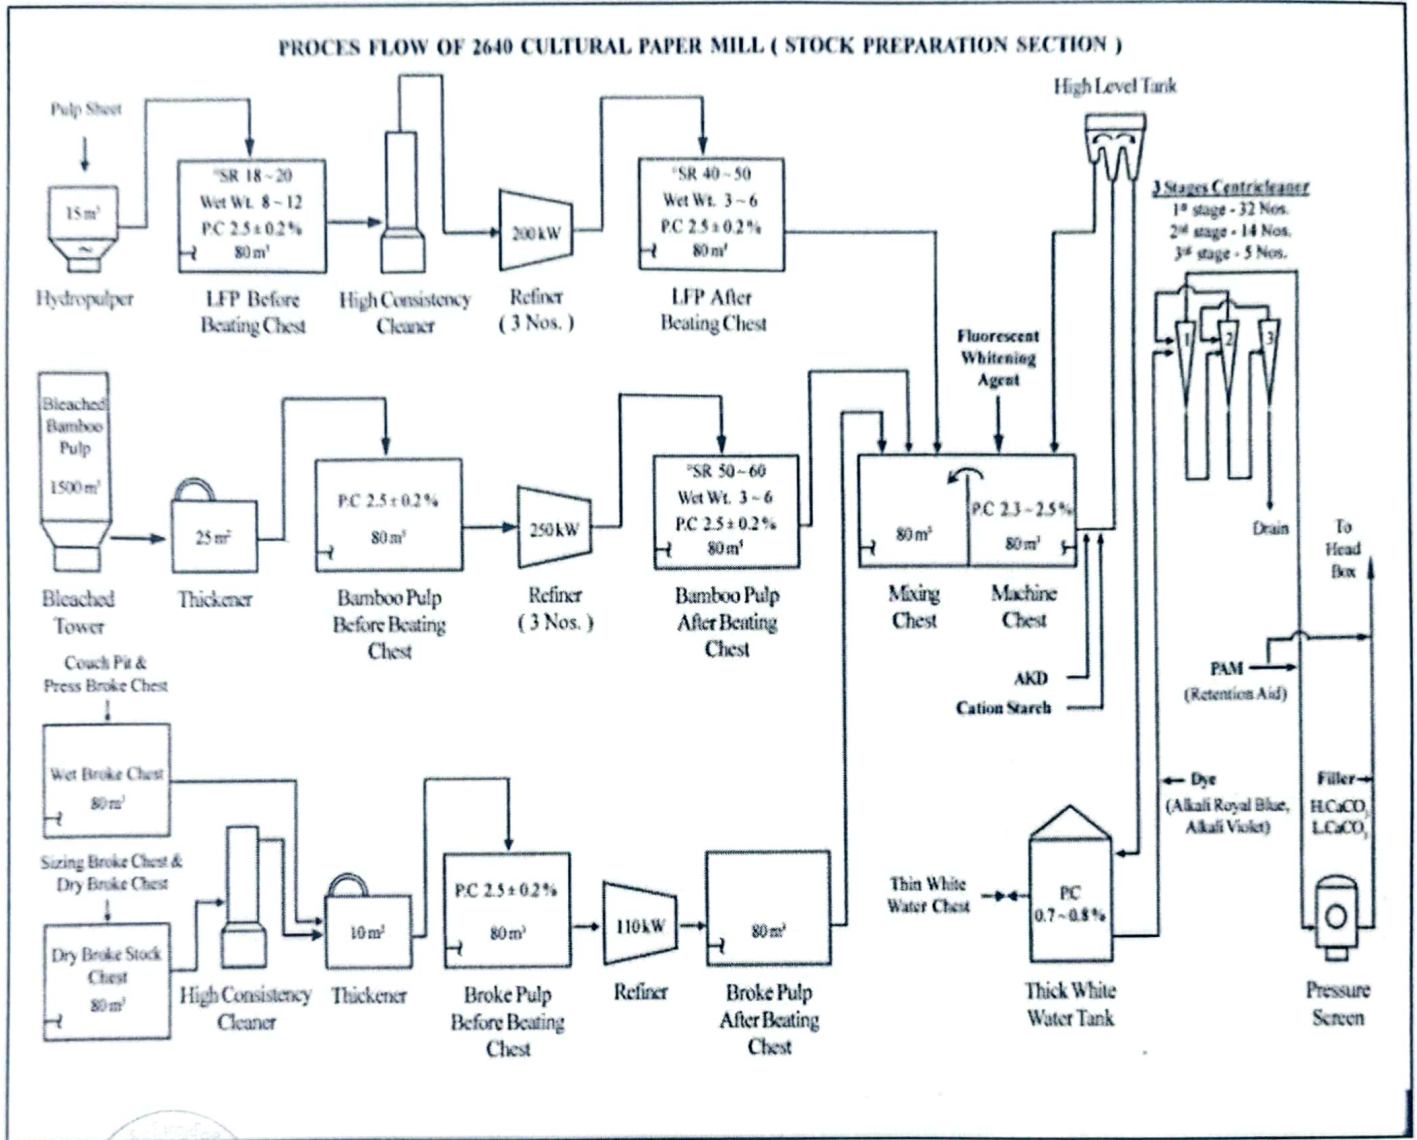 PROCES FLOW OF 2640 CULTURAL PAPER MILL ( STOCK PREPARATION SECTION )
High Level Tank
Pulp Sheet
15 m³
Hydropulper
°SR 18 ~ 20
Wet Wt. 8 ~ 12
P.C 2.5 ± 0.2 %
80 m³
LFP Before
Beating Chest
High Consistency
Cleaner
200 kW
Refiner
( 3 Nos. )
°SR 40 ~ 50
Wet Wt. 3 ~ 6
P.C 2.5 ± 0.2 %
80 m³
LFP After
Beating Chest
3 Stages Centricleaner
1st stage - 32 Nos.
2nd stage - 14 Nos.
3rd stage - 5 Nos.
1
2
3
Drain
To
Head
Box
Fluorescent
Whitening
Agent
Bleached
Bamboo
Pulp
1500 m³
Bleached
Tower
25 m²
Thickener
P.C 2.5 ± 0.2 %
80 m³
Bamboo Pulp
Before Beating
Chest
250 kW
Refiner
( 3 Nos. )
°SR 50 ~ 60
Wet Wt. 3 ~ 6
P.C 2.5 ± 0.2 %
80 m³
Bamboo Pulp
After Beating
Chest
80 m³
Mixing
Chest
P.C 2.3 ~ 2.5 %
80 m³
Machine
Chest
AKD
Cation Starch
PAM
(Retention Aid)
Dye
(Alkali Royal Blue,
Alkali Violet)
Filler
H.CaCO3
L.CaCO3
Couch Pit &
Press Broke Chest
Wet Broke Chest
80 m³
Sizing Broke Chest &
Dry Broke Chest
Dry Broke Stock
Chest
80 m³
High Consistency
Cleaner
10 m²
Thickener
P.C 2.5 ± 0.2 %
80 m³
Broke Pulp
Before Beating
Chest
110 kW
Refiner
80 m³
Broke Pulp
After Beating
Chest
Thin White
Water Chest
P.C
0.7 ~ 0.8 %
Thick White
Water Tank
Pressure
Screen